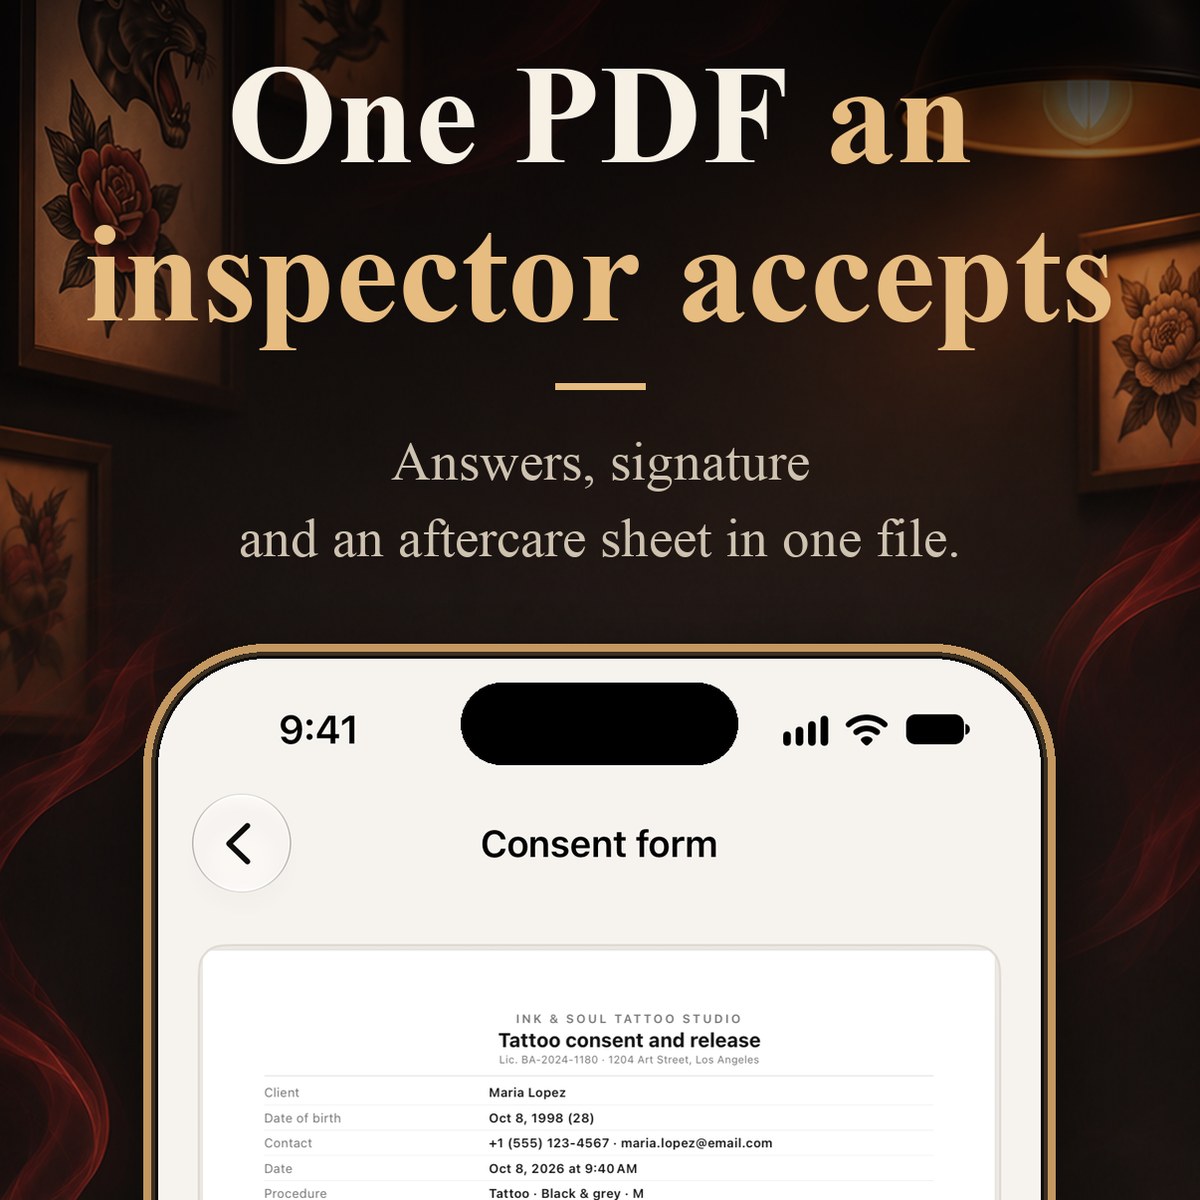 One PDF an
inspector accepts
Answers, signature
and an aftercare sheet in one file.
9:41
Consent form
INK & SOUL TATTOO STUDIO
Tattoo consent and release
Lic. BA-2024-1180 · 1204 Art Street, Los Angeles
Client Maria Lopez
Date of birth Oct 8, 1998 (28)
Contact +1 (555) 123-4567 · maria.lopez@email.com
Date Oct 8, 2026 at 9:40 AM
Procedure Tattoo · Black & grey · M